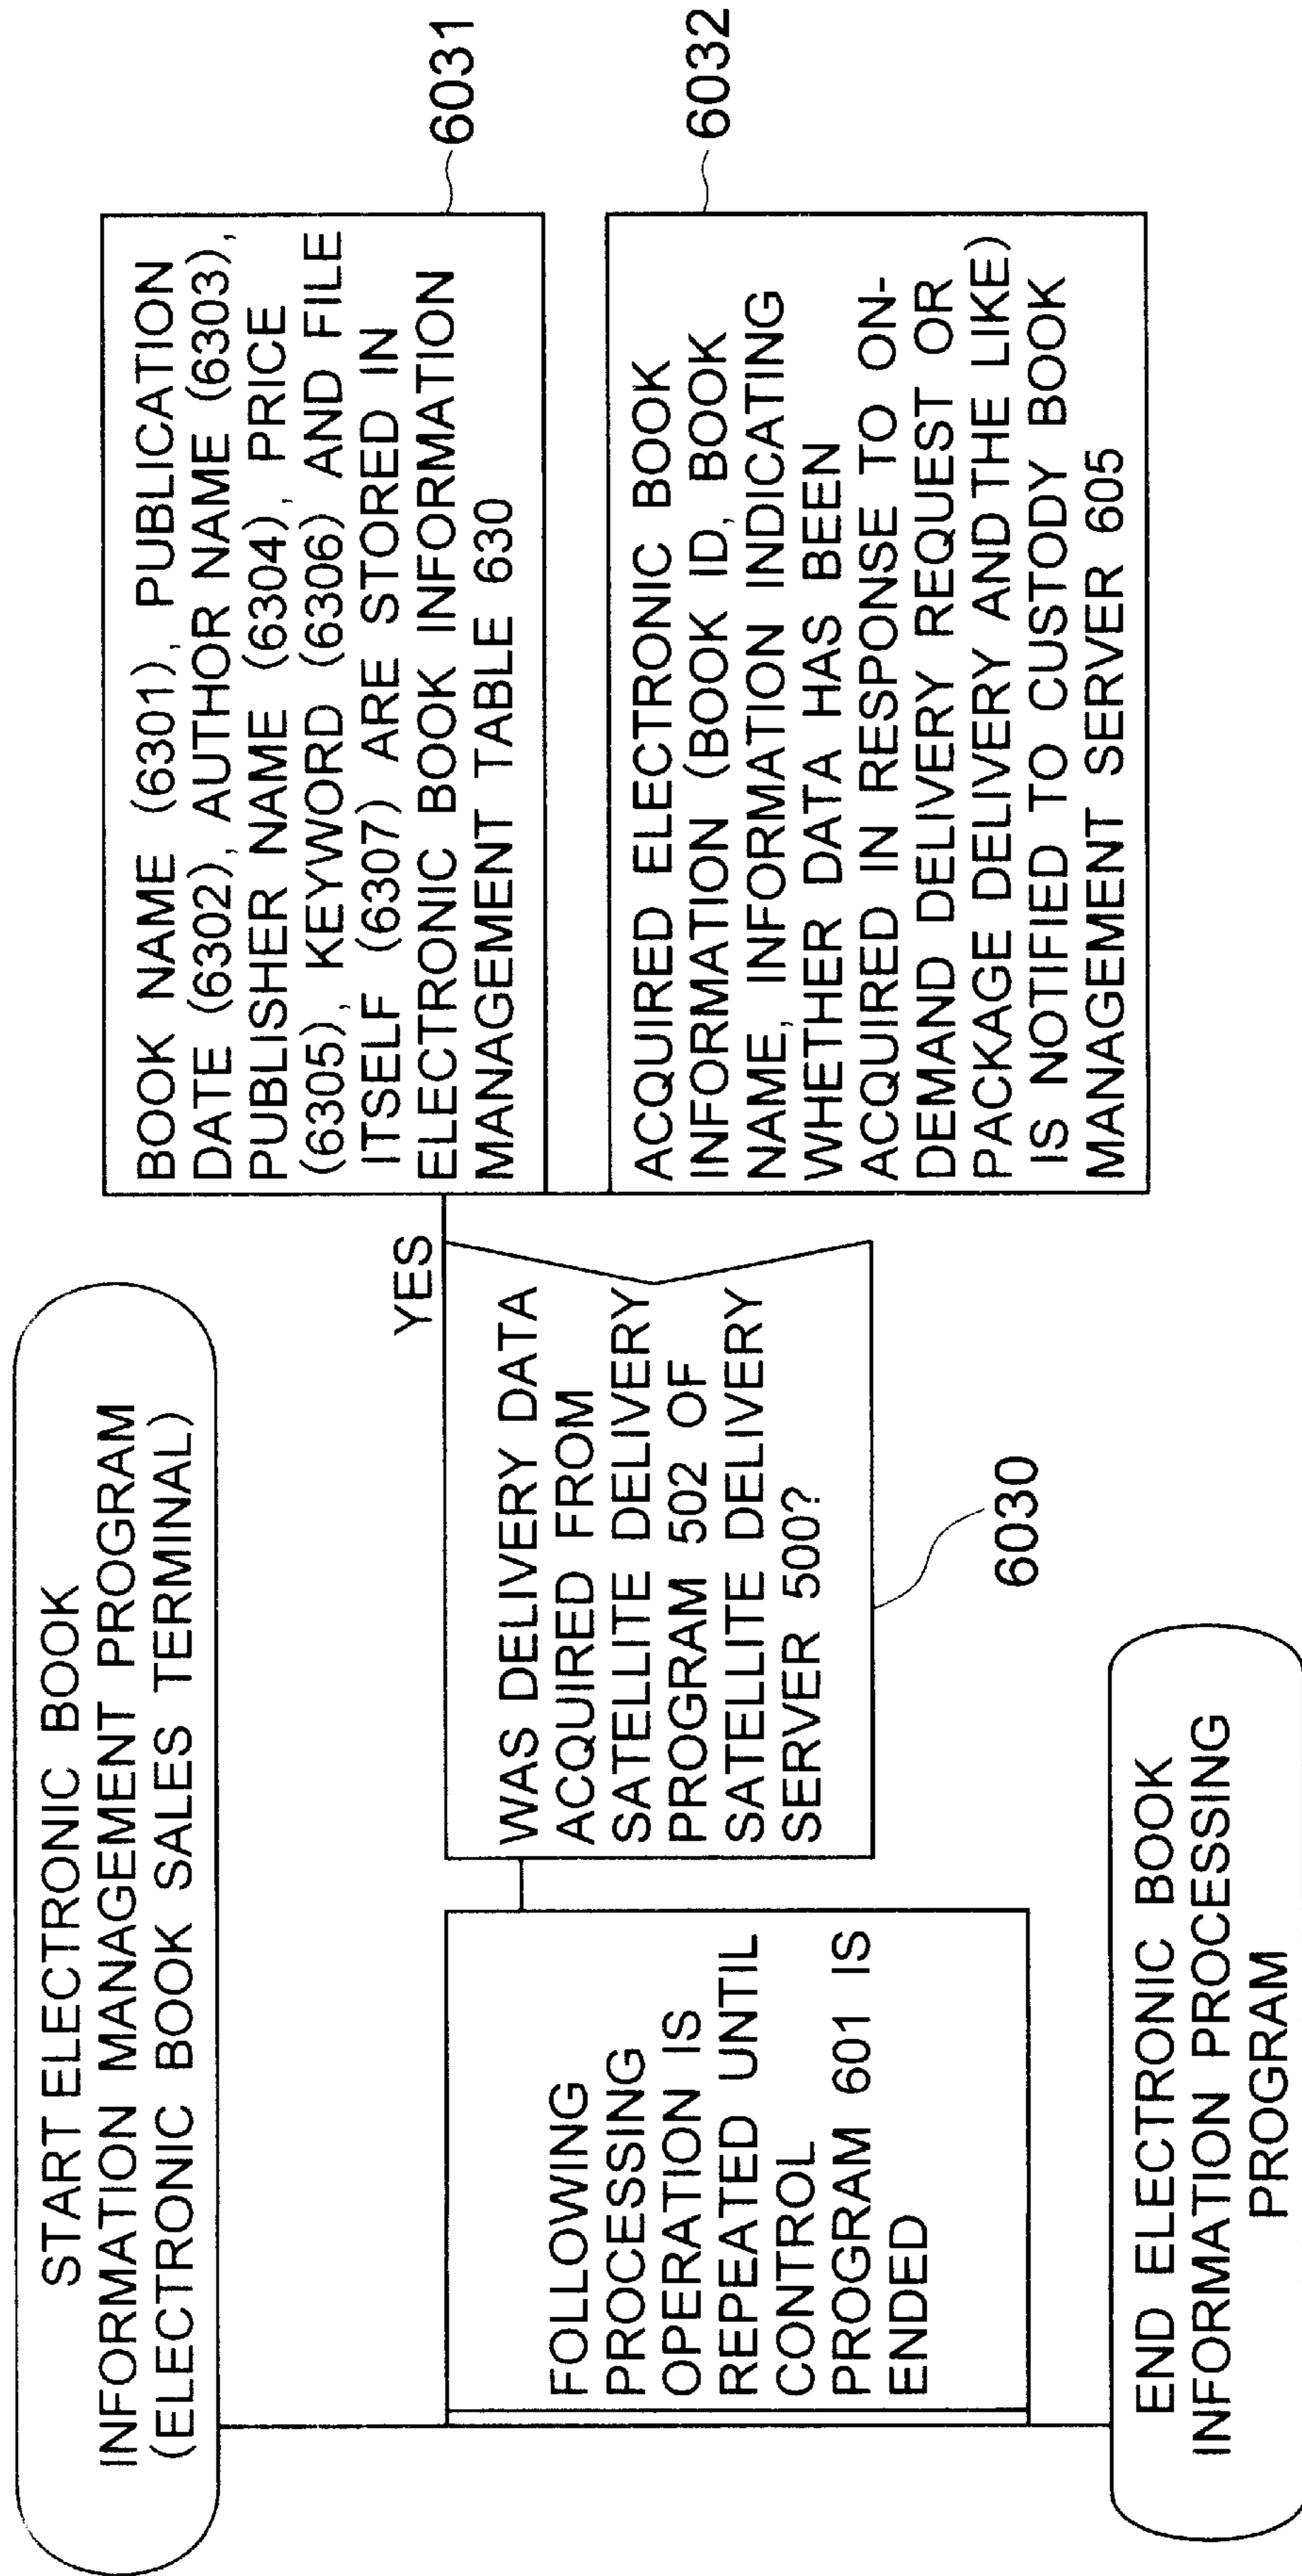 START ELECTRONIC BOOK
INFORMATION MANAGEMENT PROGRAM
(ELECTRONIC BOOK SALES TERMINAL)
FOLLOWING
PROCESSING
OPERATION IS
REPEATED UNTIL
CONTROL
PROGRAM 601 IS
ENDED
WAS DELIVERY DATA
ACQUIRED FROM
SATELLITE DELIVERY
PROGRAM 502 OF
SATELLITE DELIVERY
SERVER 500?
6030
YES
BOOK NAME (6301), PUBLICATION
DATE (6302), AUTHOR NAME (6303),
PUBLISHER NAME (6304), PRICE
(6305), KEYWORD (6306) AND FILE
ITSELF (6307) ARE STORED IN
ELECTRONIC BOOK INFORMATION
MANAGEMENT TABLE 630
6031
ACQUIRED ELECTRONIC BOOK
INFORMATION (BOOK ID, BOOK
NAME, INFORMATION INDICATING
WHETHER DATA HAS BEEN
ACQUIRED IN RESPONSE TO ON-
DEMAND DELIVERY REQUEST OR
PACKAGE DELIVERY AND THE LIKE)
IS NOTIFIED TO CUSTODY BOOK
MANAGEMENT SERVER 605
6032
END ELECTRONIC BOOK
INFORMATION PROCESSING
PROGRAM